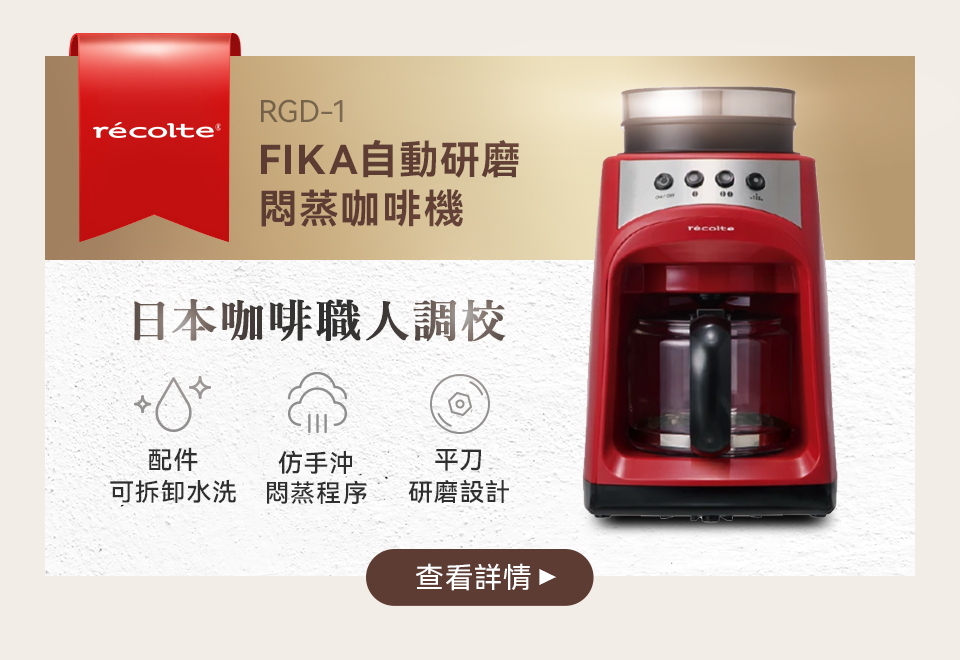 récolte®
RGD-1
FIKA自動研磨
悶蒸咖啡機
récolte
日本咖啡職人調校
配件
可拆卸水洗
仿手沖
悶蒸程序
平刀
研磨設計
查看詳情▶